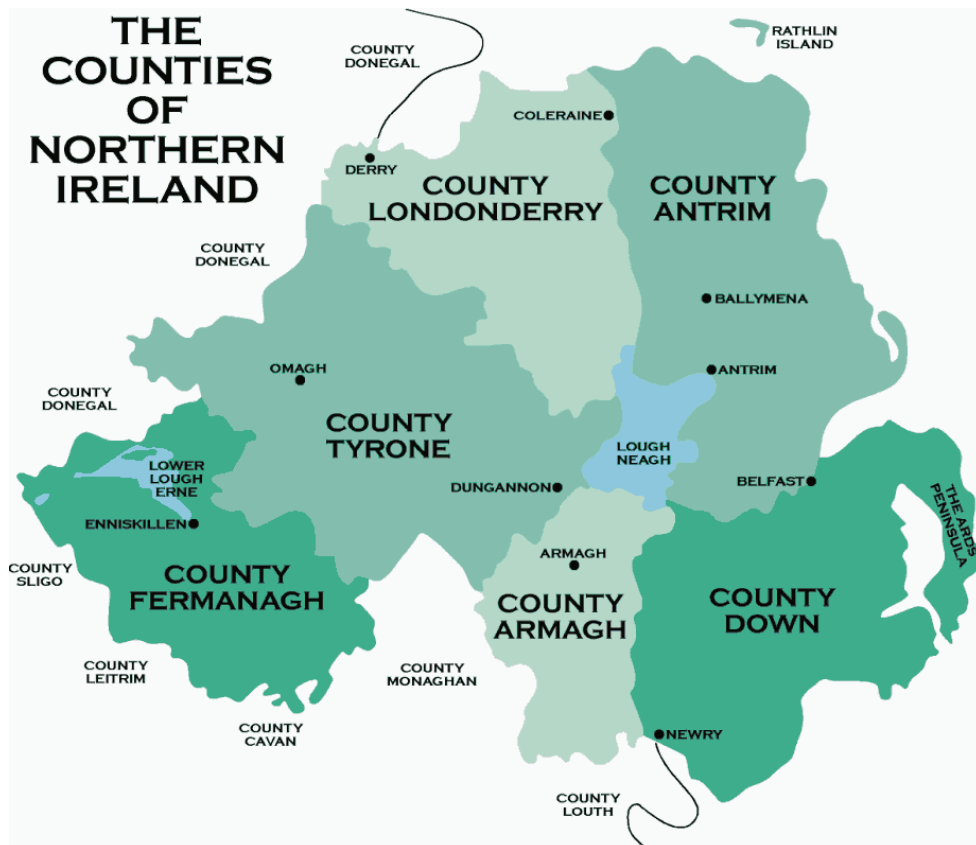 THE
COUNTIES
OF
NORTHERN
IRELAND
COUNTY
DONEGAL
RATHLIN
ISLAND
COLERAINE
DERRY
COUNTY
LONDONDERRY
COUNTY
ANTRIM
COUNTY
DONEGAL
BALLYMENA
OMAGH
ANTRIM
COUNTY
DONEGAL
COUNTY
TYRONE
LOUGH
NEAGH
LOWER
LOUGH
ERNE
DUNGANNON
BELFAST
THE ARDS
PENINSULA
ENNISKILLEN
ARMAGH
COUNTY
SLIGO
COUNTY
FERMANAGH
COUNTY
ARMAGH
COUNTY
DOWN
COUNTY
LEITRIM
COUNTY
MONAGHAN
COUNTY
CAVAN
NEWRY
COUNTY
LOUTH